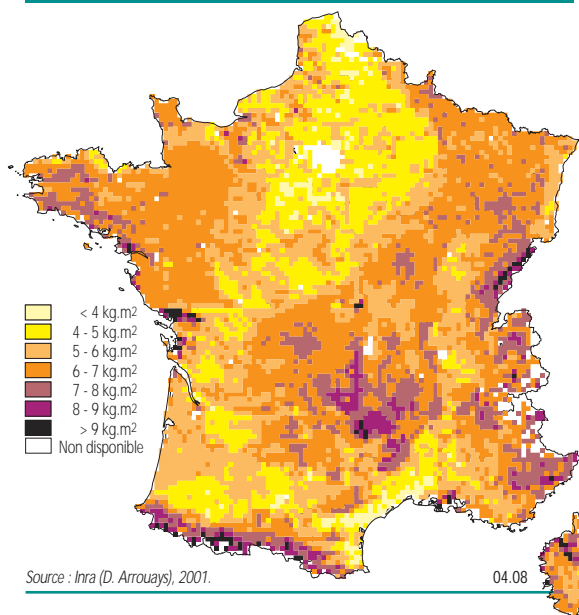 < 4 kg.m²
4 - 5 kg.m²
5 - 6 kg.m²
6 - 7 kg.m²
7 - 8 kg.m²
8 - 9 kg.m²
> 9 kg.m²
Non disponible
Source : Inra (D. Arrouays), 2001. 04.08